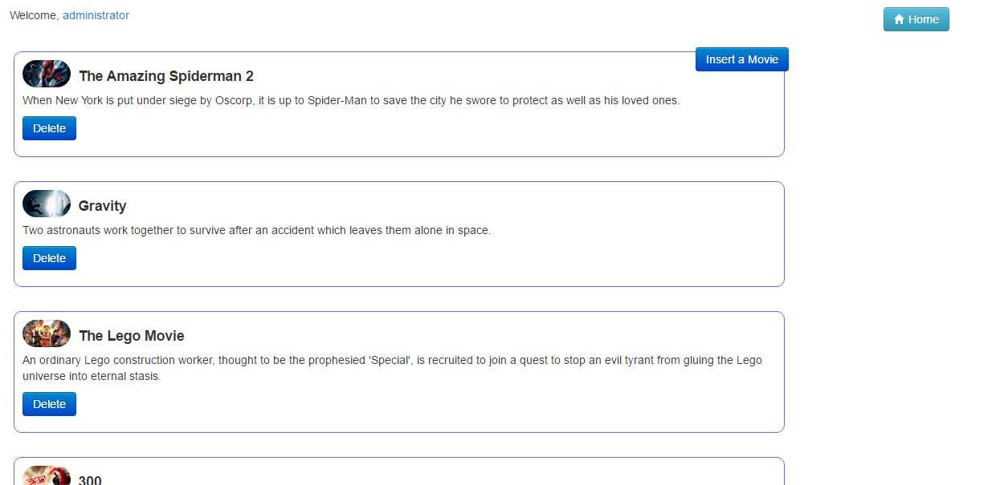 Welcome, administrator
Home
Insert a Movie
The Amazing Spiderman 2
When New York is put under siege by Oscorp, it is up to Spider-Man to save the city he swore to protect as well as his loved ones.
Delete
Gravity
Two astronauts work together to survive after an accident which leaves them alone in space.
Delete
The Lego Movie
An ordinary Lego construction worker, thought to be the prophesied 'Special', is recruited to join a quest to stop an evil tyrant from gluing the Lego
universe into eternal stasis.
Delete
300